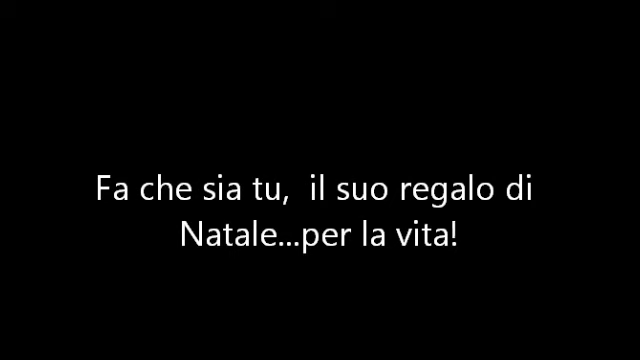 Fa che sia tu,  il suo regalo di
Natale...per la vita!